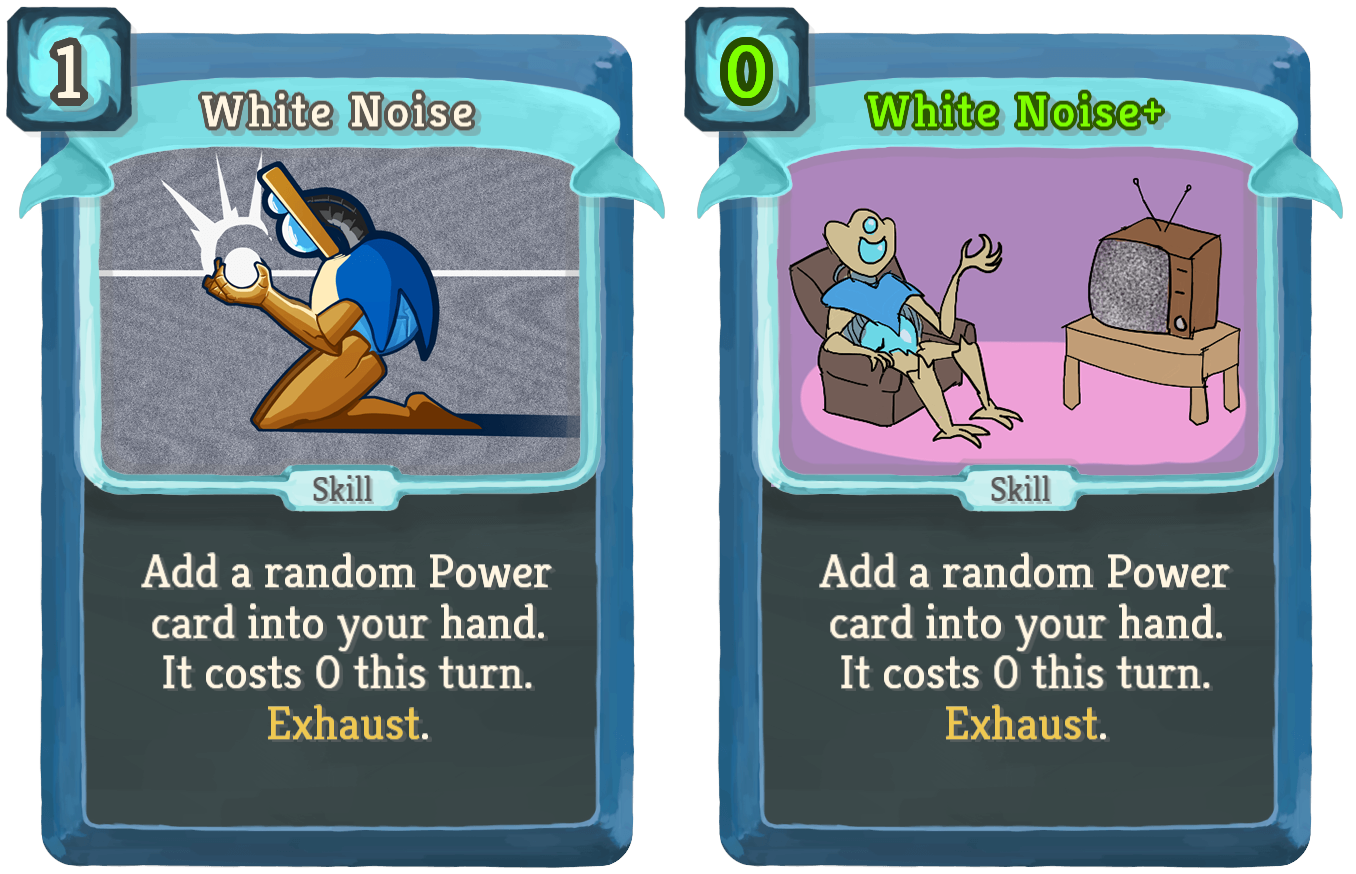 1
White Noise
Skill
Add a random Power
card into your hand.
It costs 0 this turn.
Exhaust.
0
White Noise+
Skill
Add a random Power
card into your hand.
It costs 0 this turn.
Exhaust.